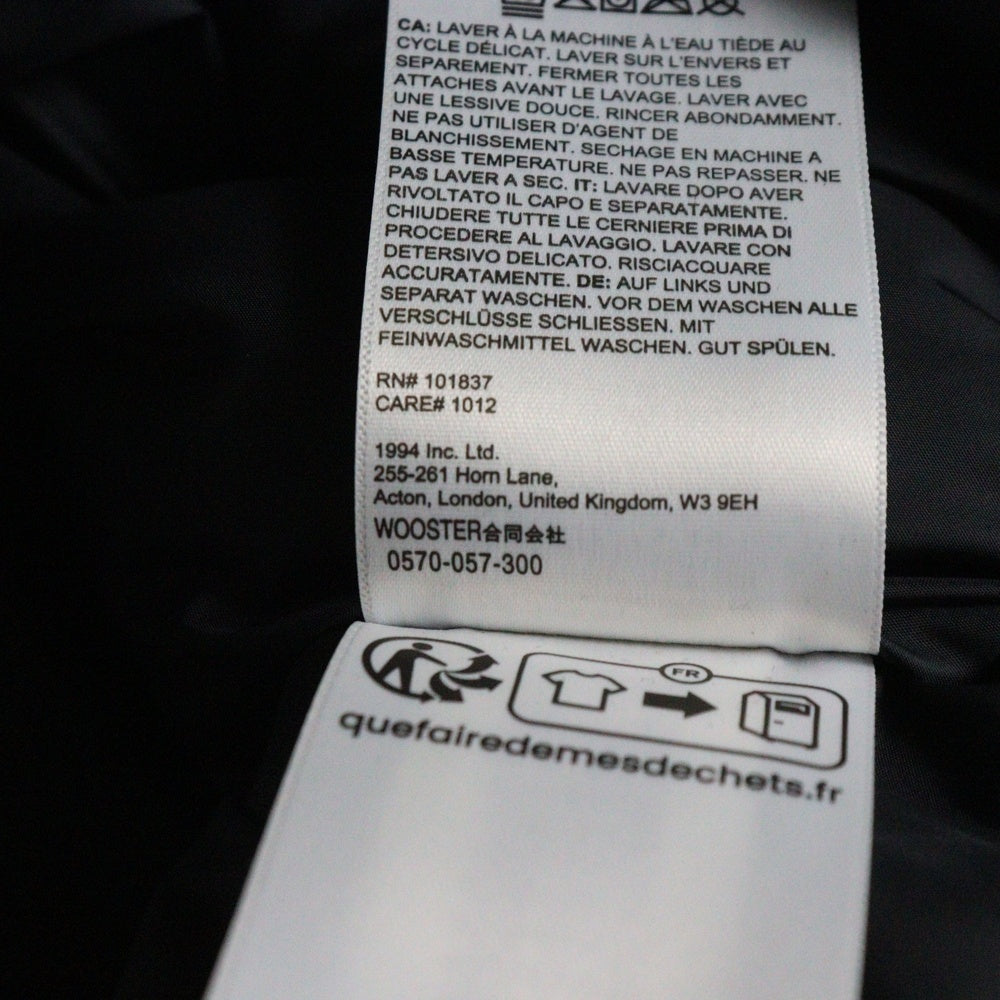 CA: LAVER À LA MACHINE À L'EAU TIÈDE AU
CYCLE DÉLICAT. LAVER SUR L'ENVERS ET
SEPAREMENT. FERMER TOUTES LES
ATTACHES AVANT LE LAVAGE. LAVER AVEC
UNE LESSIVE DOUCE. RINCER ABONDAMMENT.
NE PAS UTILISER D'AGENT DE
BLANCHISSEMENT. SECHAGE EN MACHINE A
BASSE TEMPERATURE. NE PAS REPASSER. NE
PAS LAVER A SEC. IT: LAVARE DOPO AVER
RIVOLTATO IL CAPO E SEPARATAMENTE.
CHIUDERE TUTTE LE CERNIERE PRIMA DI
PROCEDERE AL LAVAGGIO. LAVARE CON
DETERSIVO DELICATO. RISCIACQUARE
ACCURATAMENTE. DE: AUF LINKS UND
SEPARAT WASCHEN. VOR DEM WASCHEN ALLE
VERSCHLÜSSE SCHLIESSEN. MIT
FEINWASCHMITTEL WASCHEN. GUT SPÜLEN.
RN# 101837
CARE# 1012
1994 Inc. Ltd.
255-261 Horn Lane,
Acton, London, United Kingdom, W3 9EH
WOOSTER合同会社
0570-057-300
FR
quefairedemesdechets.fr